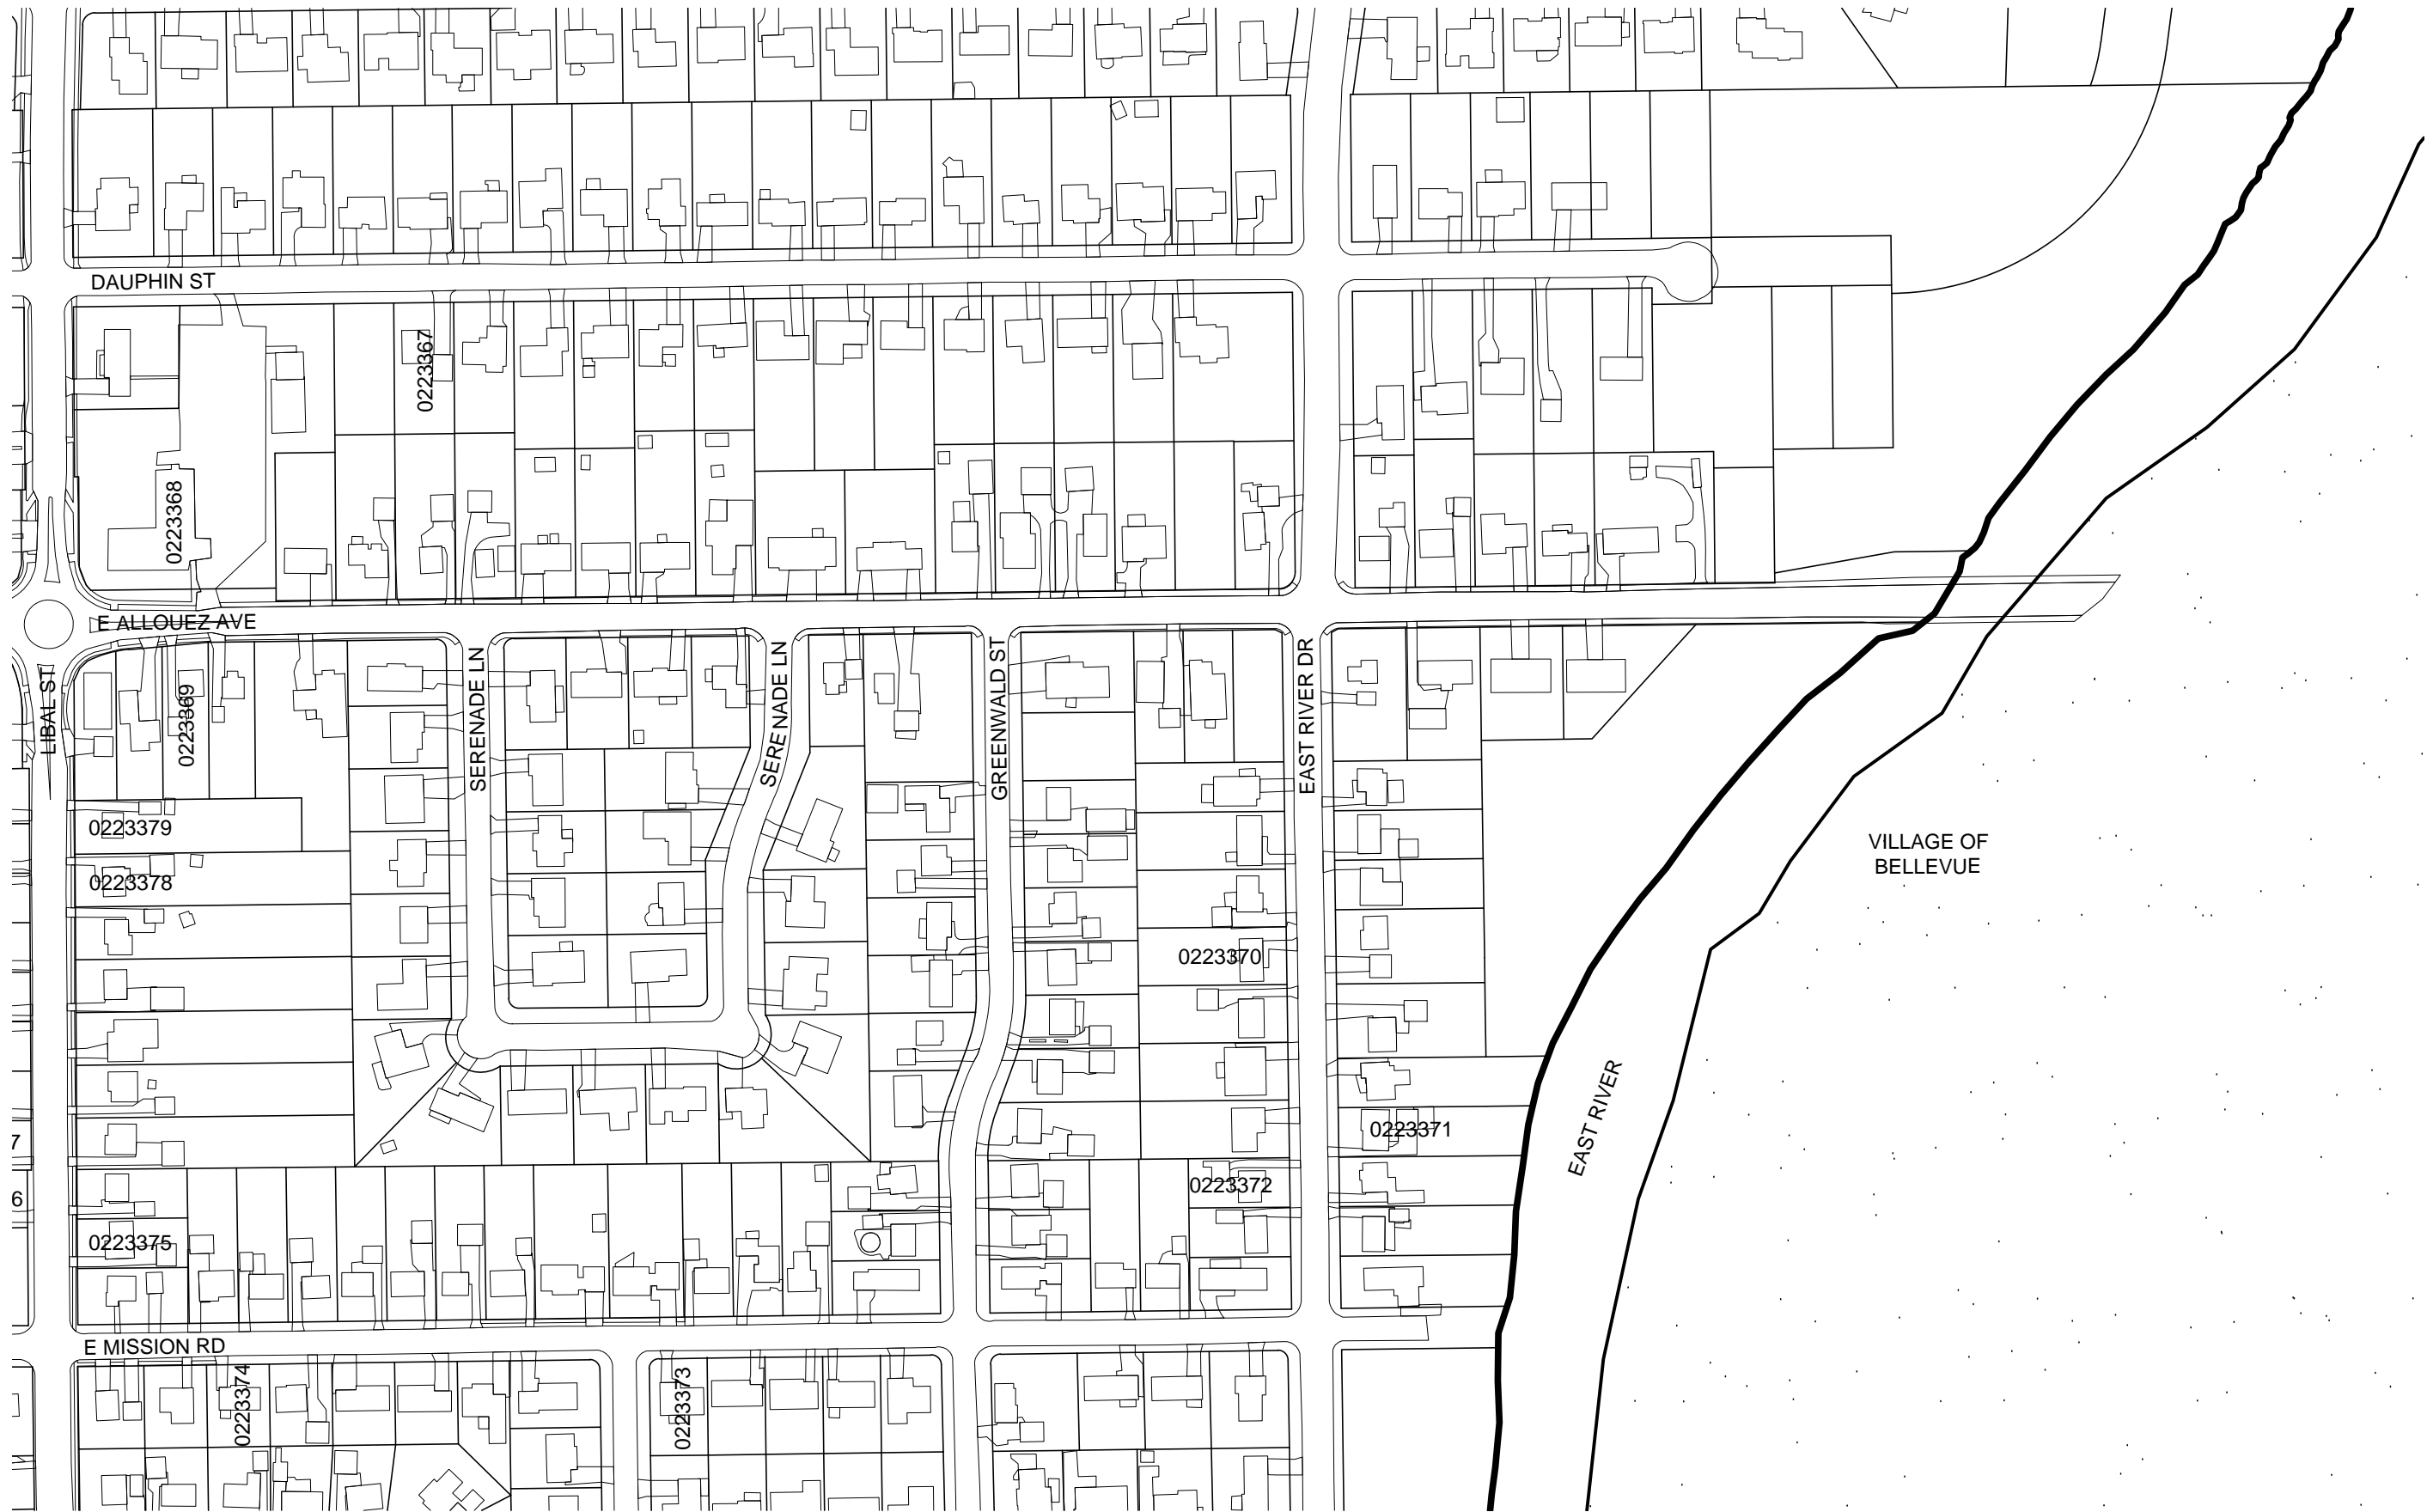 DAUPHIN ST
0223367
0223368
E ALLOUEZ AVE
LIBAL ST
0223369
SERENADE LN
SERENADE LN
GREENWALD ST
EAST RIVER DR
0223379
0223378
VILLAGE OF
BELLEVUE
0223370
EAST RIVER
0223371
7
0223372
6
0223375
E MISSION RD
0223374
0223373